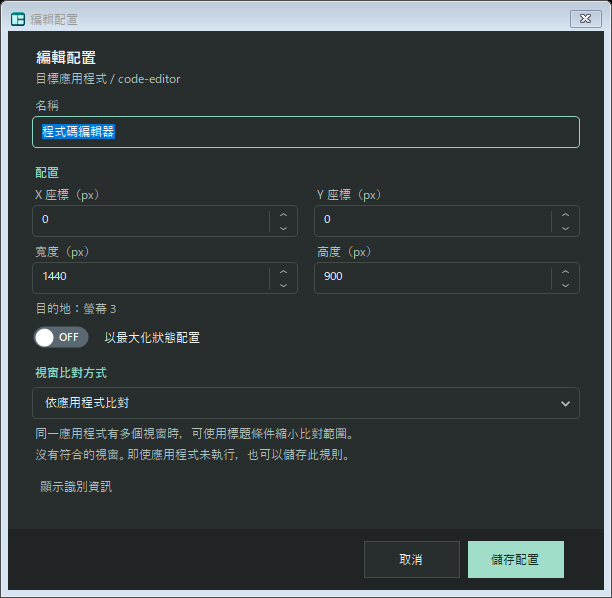 編輯配置
編輯配置
目標應用程式 / code-editor
名稱
程式碼編輯器
配置
X 座標（px）
Y 座標（px）
0
0
寬度（px）
高度（px）
1440
900
目的地：螢幕 3
OFF
以最大化狀態配置
視窗比對方式
依應用程式比對
同一應用程式有多個視窗時，可使用標題條件縮小比對範圍。
沒有符合的視窗。即使應用程式未執行，也可以儲存此規則。
顯示識別資訊
取消
儲存配置